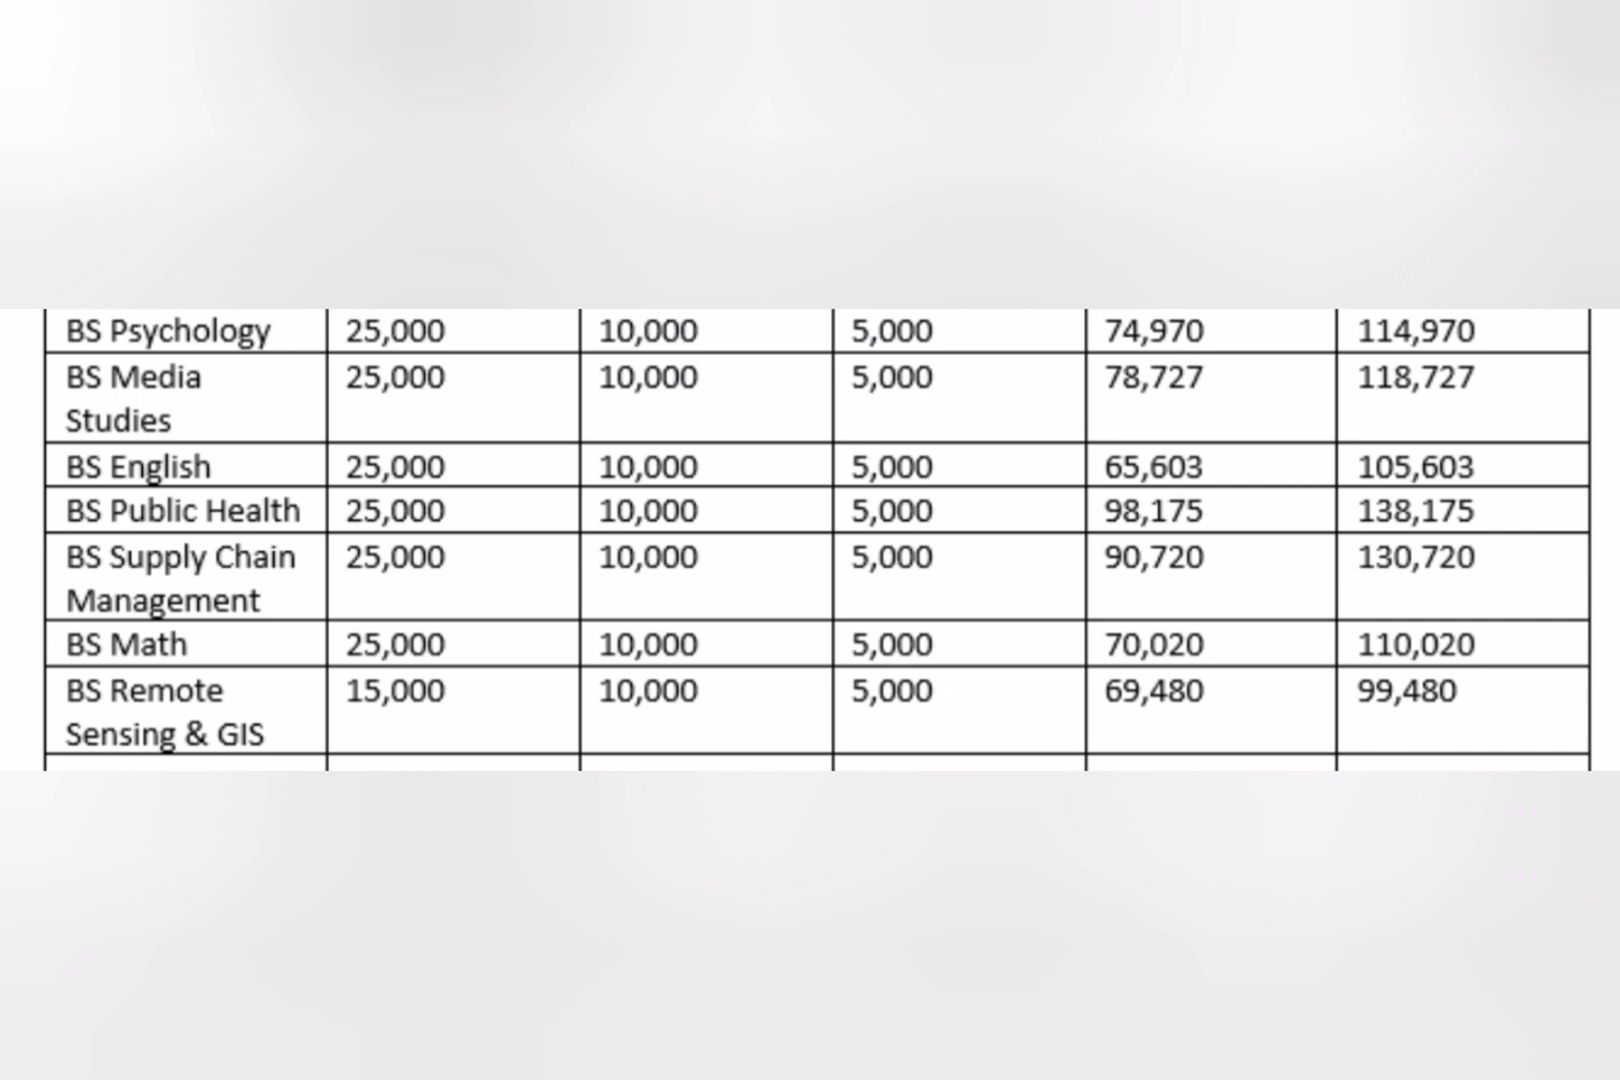 BS Psychology 25,000 10,000 5,000 74,970 114,970
BS Media 25,000 10,000 5,000 78,727 118,727
Studies
BS English 25,000 10,000 5,000 65,603 105,603
BS Public Health 25,000 10,000 5,000 98,175 138,175
BS Supply Chain 25,000 10,000 5,000 90,720 130,720
Management
BS Math 25,000 10,000 5,000 70,020 110,020
BS Remote 15,000 10,000 5,000 69,480 99,480
Sensing & GIS